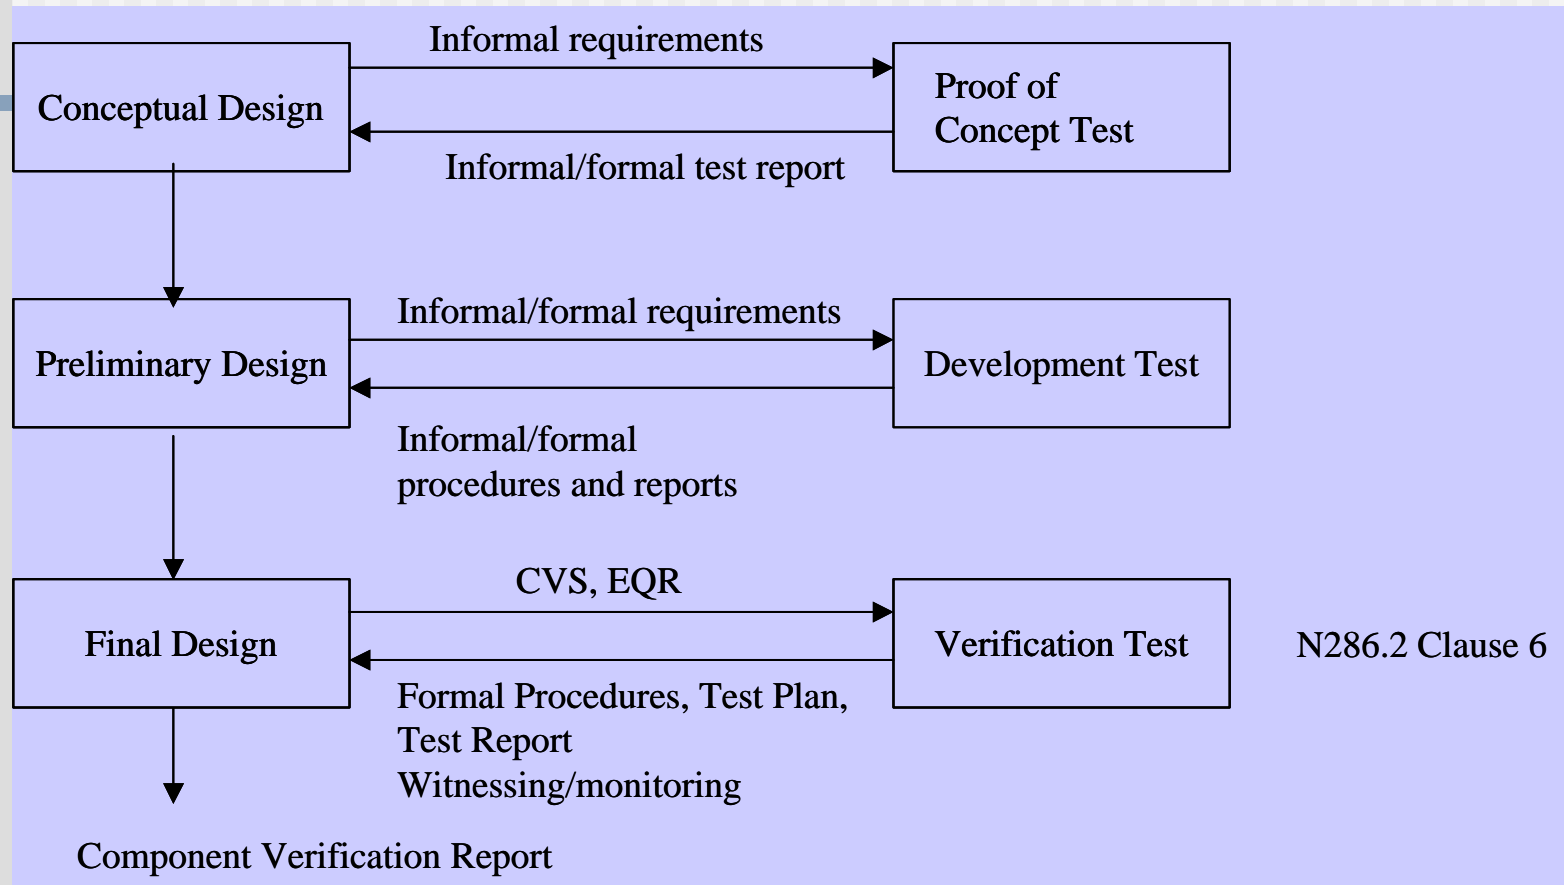 Informal requirements
Conceptual Design
Proof of
Concept Test
Informal/formal test report
Informal/formal requirements
Preliminary Design
Development Test
Informal/formal
procedures and reports
CVS, EQR
Final Design
Verification Test
N286.2 Clause 6
Formal Procedures, Test Plan,
Test Report
Witnessing/monitoring
Component Verification Report